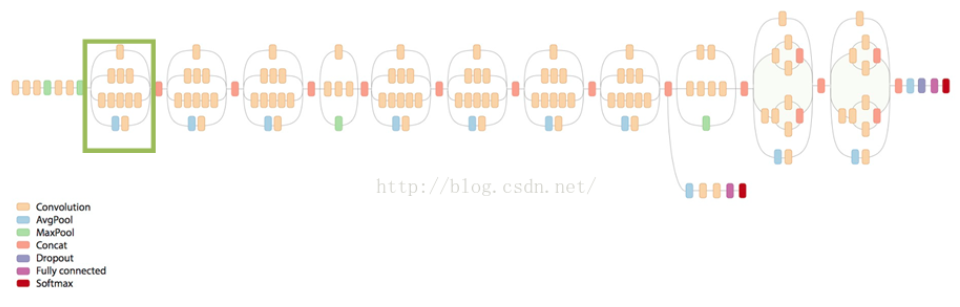 http://blog.csdn.net/
Convolution
AvgPool
MaxPool
Concat
Dropout
Fully connected
Softmax